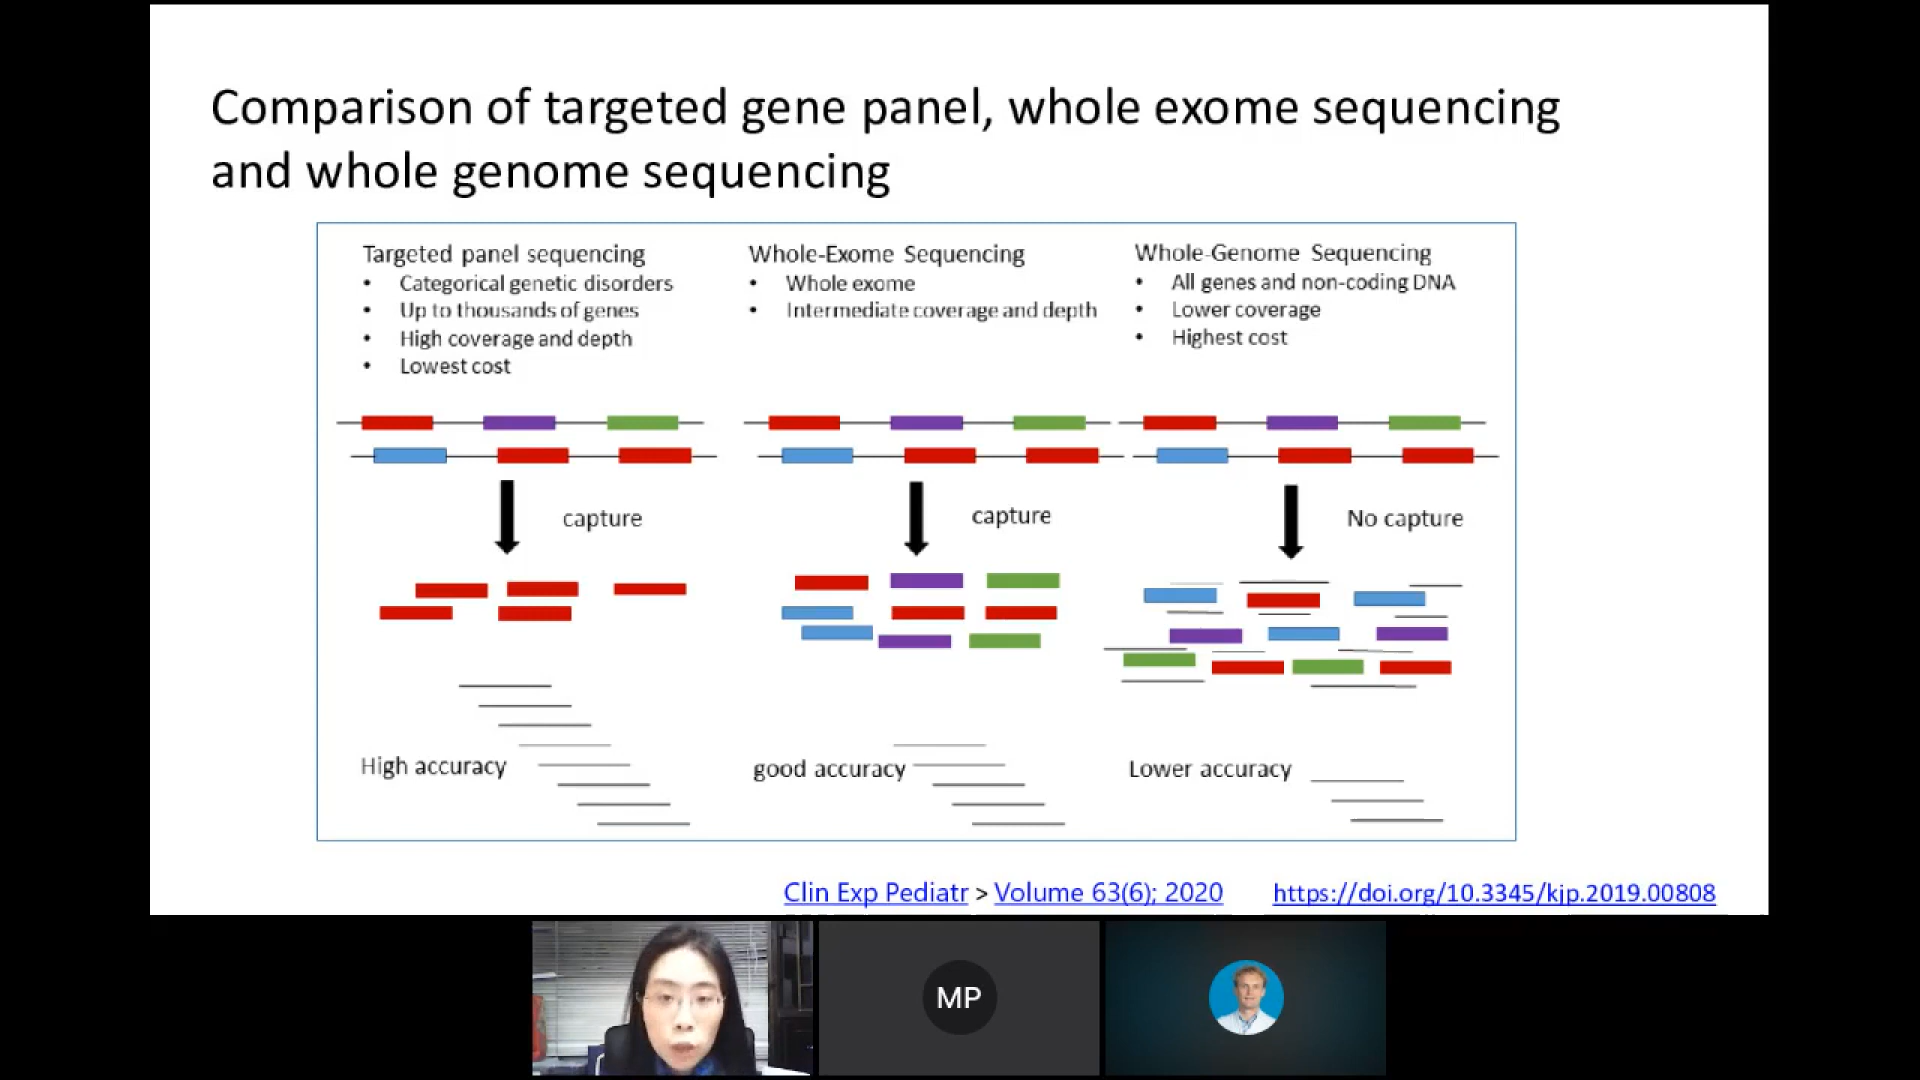 Comparison of targeted gene panel, whole exome sequencing
and whole genome sequencing
Targeted panel sequencing
• Categorical genetic disorders
• Up to thousands of genes
• High coverage and depth
• Lowest cost
Whole-Exome Sequencing
• Whole exome
• Intermediate coverage and depth
Whole-Genome Sequencing
• All genes and non-coding DNA
• Lower coverage
• Highest cost
capture
capture
No capture
High accuracy
good accuracy
Lower accuracy
Clin Exp Pediatr > Volume 63(6); 2020
https://doi.org/10.3345/kjp.2019.00808
MP